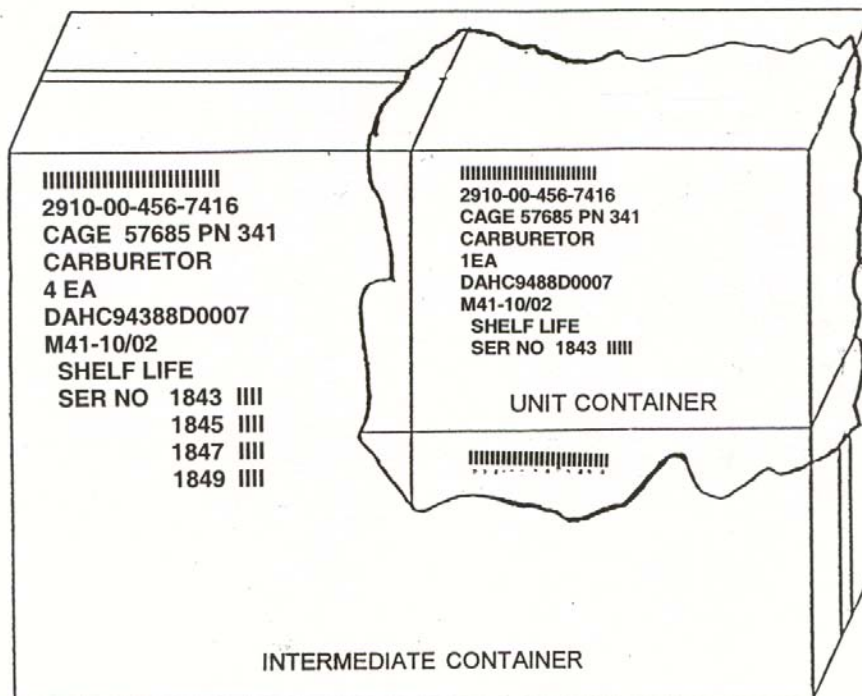 2910-00-456-7416
CAGE 57685 PN 341
CARBURETOR
4 EA
DAHC94388D0007
M41-10/02
SHELF LIFE
SER NO 1843
1845
1847
1849
INTERMEDIATE CONTAINER
2910-00-456-7416
CAGE 57685 PN 341
CARBURETOR
1EA
DAHC9488D0007
M41-10/02
SHELF LIFE
SER NO 1843
UNIT CONTAINER